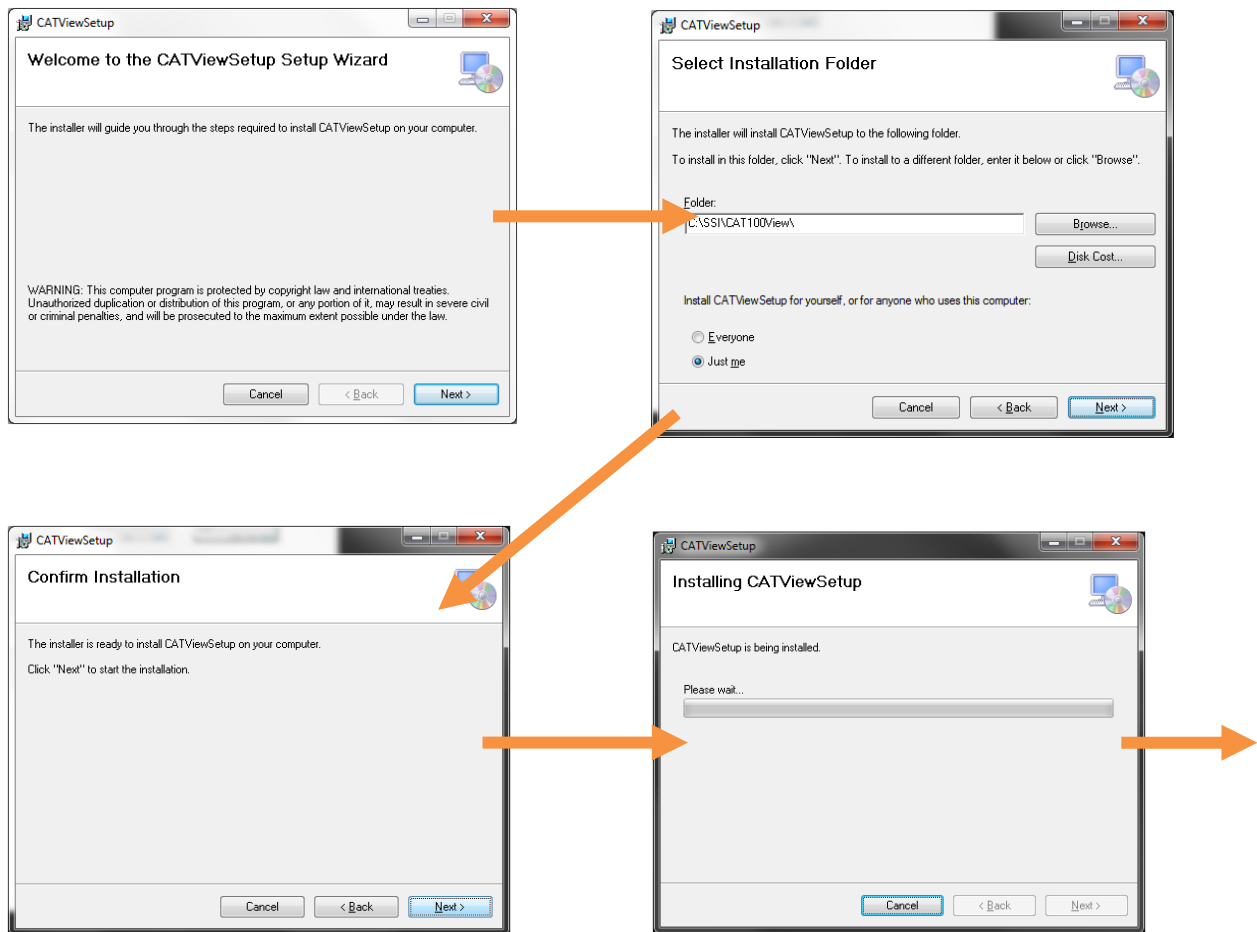 CATViewSetup
Welcome to the CATViewSetup Setup Wizard
The installer will guide you through the steps required to install CATViewSetup on your computer.
WARNING: This computer program is protected by copyright law and international treaties.
Unauthorized duplication or distribution of this program, or any portion of it, may result in severe civil
or criminal penalties, and will be prosecuted to the maximum extent possible under the law.
Cancel < Back Next >
CATViewSetup
Select Installation Folder
The installer will install CATViewSetup to the following folder.
To install in this folder, click "Next". To install to a different folder, enter it below or click "Browse".
Folder:
C:\SSI\CAT100View\
Browse...
Disk Cost...
Install CATViewSetup for yourself, or for anyone who uses this computer:
Everyone
Just me
Cancel < Back Next >
CATViewSetup
Confirm Installation
The installer is ready to install CATViewSetup on your computer.
Click "Next" to start the installation.
Cancel < Back Next >
CATViewSetup
Installing CATViewSetup
CATViewSetup is being installed.
Please wait...
Cancel < Back Next >